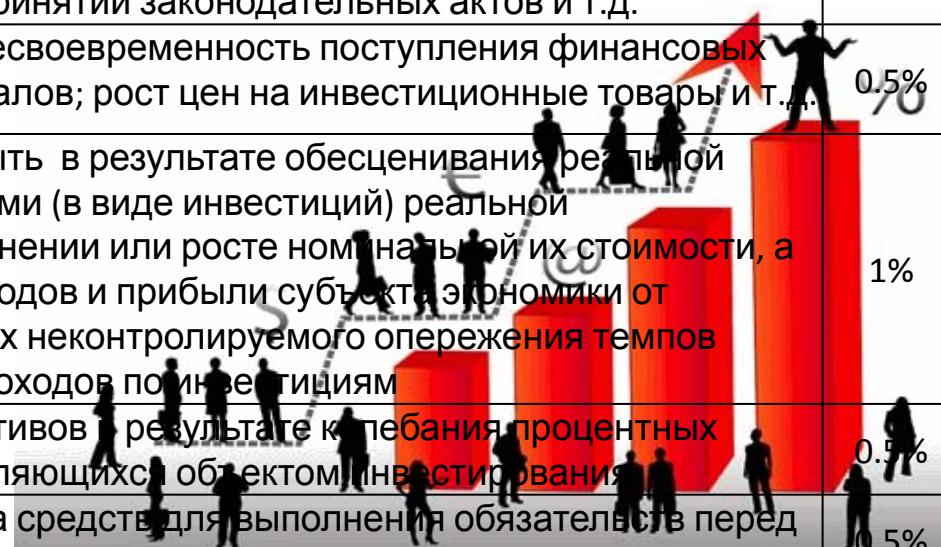 ринятии законодательных актов и т.д.
есвоевременность поступления финансовых
алов; рост цен на инвестиционные товары и т.д.
0.5%
%
ыть в результате обесценивания реальной
€
ми (в виде инвестиций) реальной
нении или росте номинальной их стоимости, а
@
1%
одов и прибыли субъекта экономики от
$
х неконтролируемого опережения темпов
оходов по инвестициям
тивов в результате колебания процентных
ляющихся объектом инвестирования
0.5%
а средств для выполнения обязательств перед
0.5%